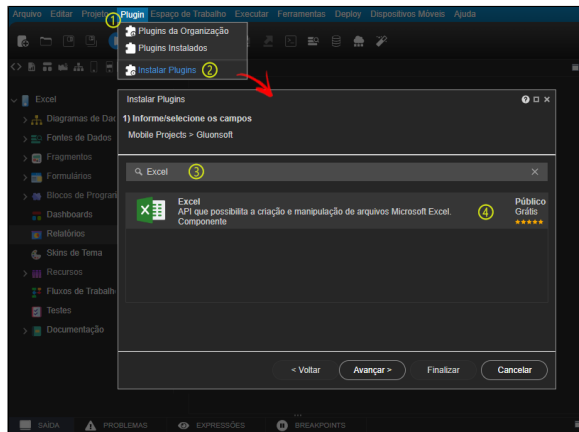 Arquivo Editar Projeto Plugin Espaço de Trabalho Executar Ferramentas Deploy Dispositivos Móveis Ajuda
1
Plugins da Organização
Plugins Instalados
Instalar Plugins 2
Excel
Diagramas de Da
Fontes de Dados
Fragmentos
Formulários
Blocos de Program
Dashboards
Relatórios
Skins de Tema
Recursos
Fluxos de Trabalh
Testes
Documentação
Instalar Plugins
1) Informe/selecione os campos
Mobile Projects > Gluonsoft
Excel 3
Excel
API que possibilita a criação e manipulação de arquivos Microsoft Excel.
Componente
4
Público
Grátis
< Voltar Avançar > Finalizar Cancelar
SAÍDA PROBLEMAS EXPRESSÕES BREAKPOINTS